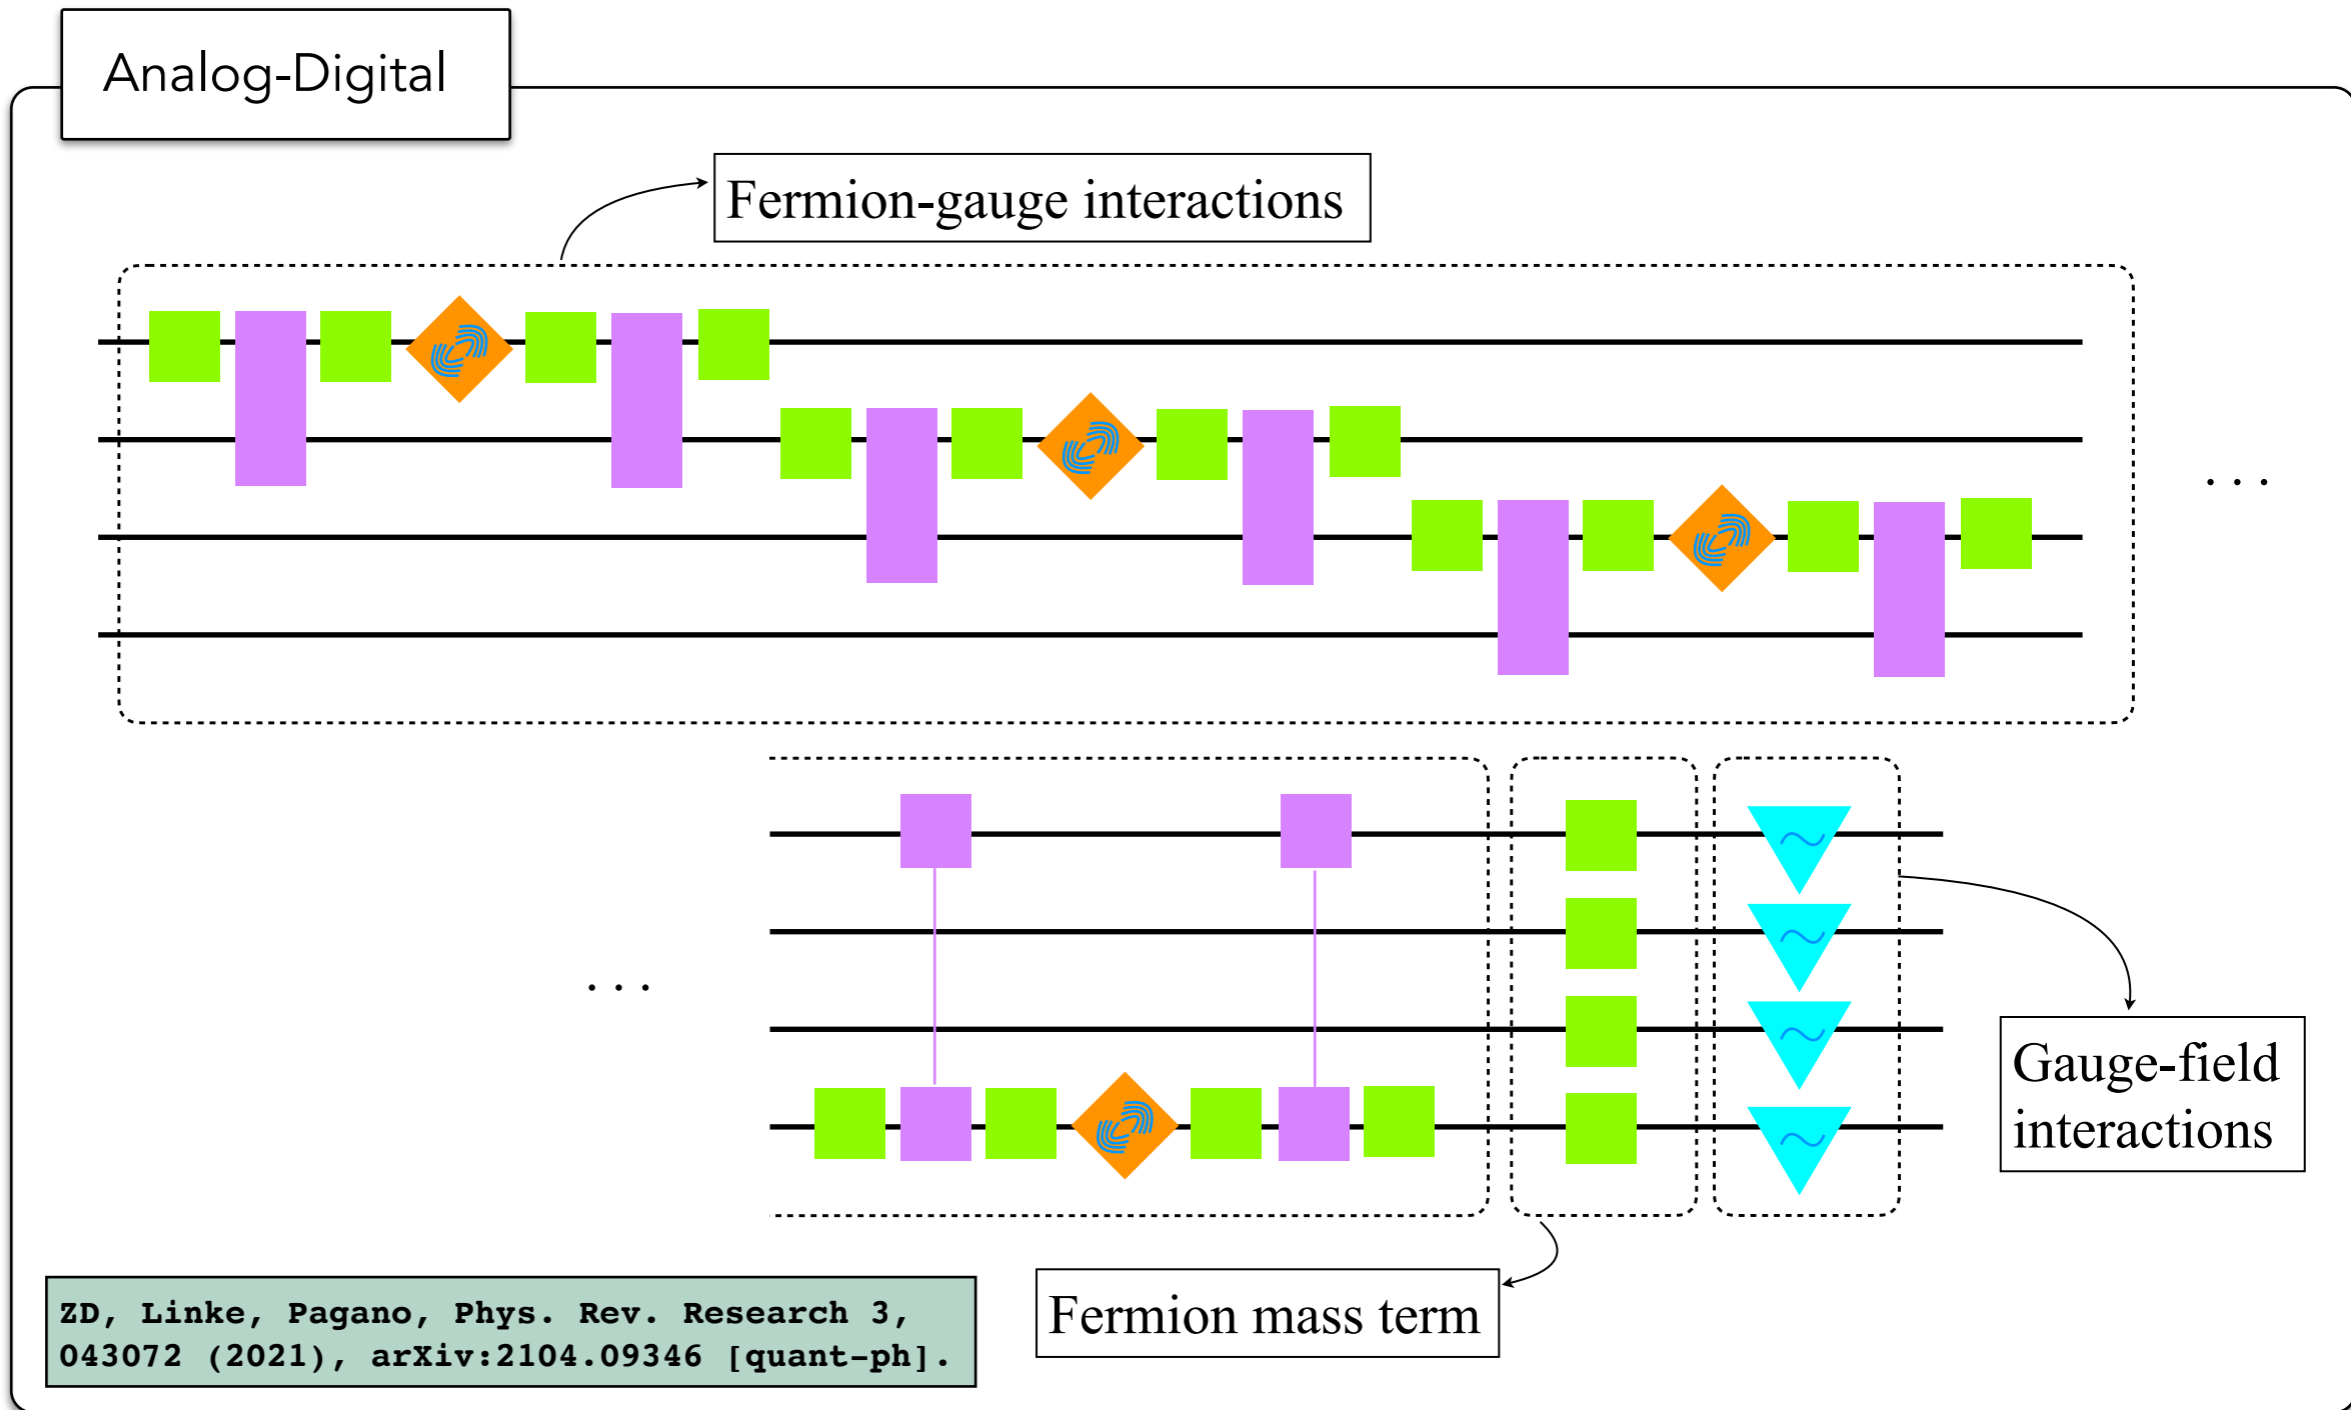 Analog-Digital
Fermion-gauge interactions
. . .
. . .
Gauge-field
interactions
Fermion mass term
ZD, Linke, Pagano, Phys. Rev. Research 3,
043072 (2021), arXiv:2104.09346 [quant-ph].